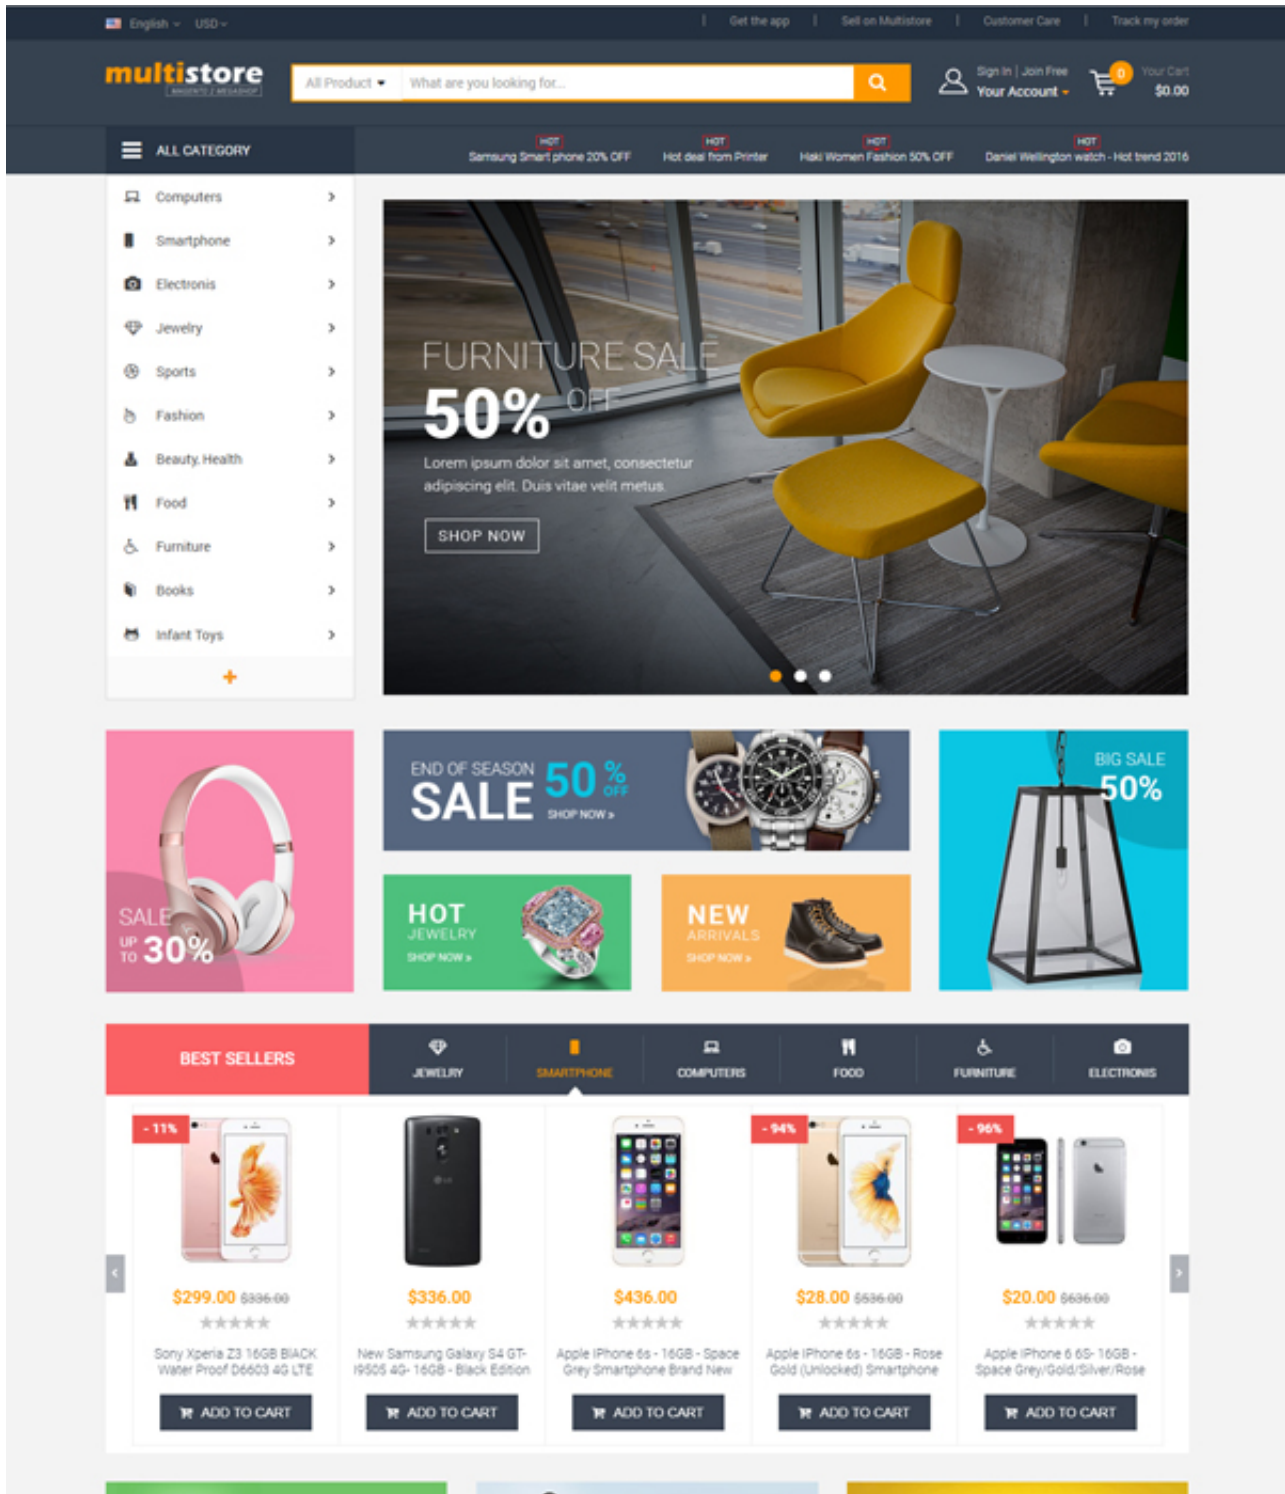 English USD
Get the app | Sell on Multistore | Customer Care | Track my order
multistore
MAGENTO 2 MEGASHOP
All Product What are you looking for...
Sign In | Join Free
Your Account
0
Your Cart
$0.00
ALL CATEGORY
HOT
Samsung Smart phone 20% OFF
HOT
Hot deal from Printer
HOT
Haki Women Fashion 50% OFF
HOT
Daniel Wellington watch - Hot trend 2016
Computers
Smartphone
Electronis
Jewelry
Sports
Fashion
Beauty, Health
Food
Furniture
Books
Infant Toys
+
FURNITURE SALE
50% OFF
Lorem ipsum dolor sit amet, consectetur
adipiscing elit. Duis vitae velit metus.
SHOP NOW
SALE
UP TO 30%
END OF SEASON
SALE
50 % OFF
SHOP NOW »
HOT
JEWELRY
SHOP NOW »
NEW
ARRIVALS
SHOP NOW »
BIG SALE
50%
BEST SELLERS
JEWELRY
SMARTPHONE
COMPUTERS
FOOD
FURNITURE
ELECTRONIS
- 11%
$299.00 $336.00
Sony Xperia Z3 16GB BlACK
Water Proof D6603 4G LTE
ADD TO CART
LG
$336.00
New Samsung Galaxy S4 GT-
I9505 4G- 16GB - Black Edition
ADD TO CART
$436.00
Apple IPhone 6s - 16GB - Space
Grey Smartphone Brand New
ADD TO CART
- 94%
$28.00 $536.00
Apple IPhone 6s - 16GB - Rose
Gold (Unlocked) Smartphone
ADD TO CART
- 96%
$20.00 $636.00
Apple IPhone 6 6S- 16GB -
Space Grey/Gold/Silver/Rose
ADD TO CART